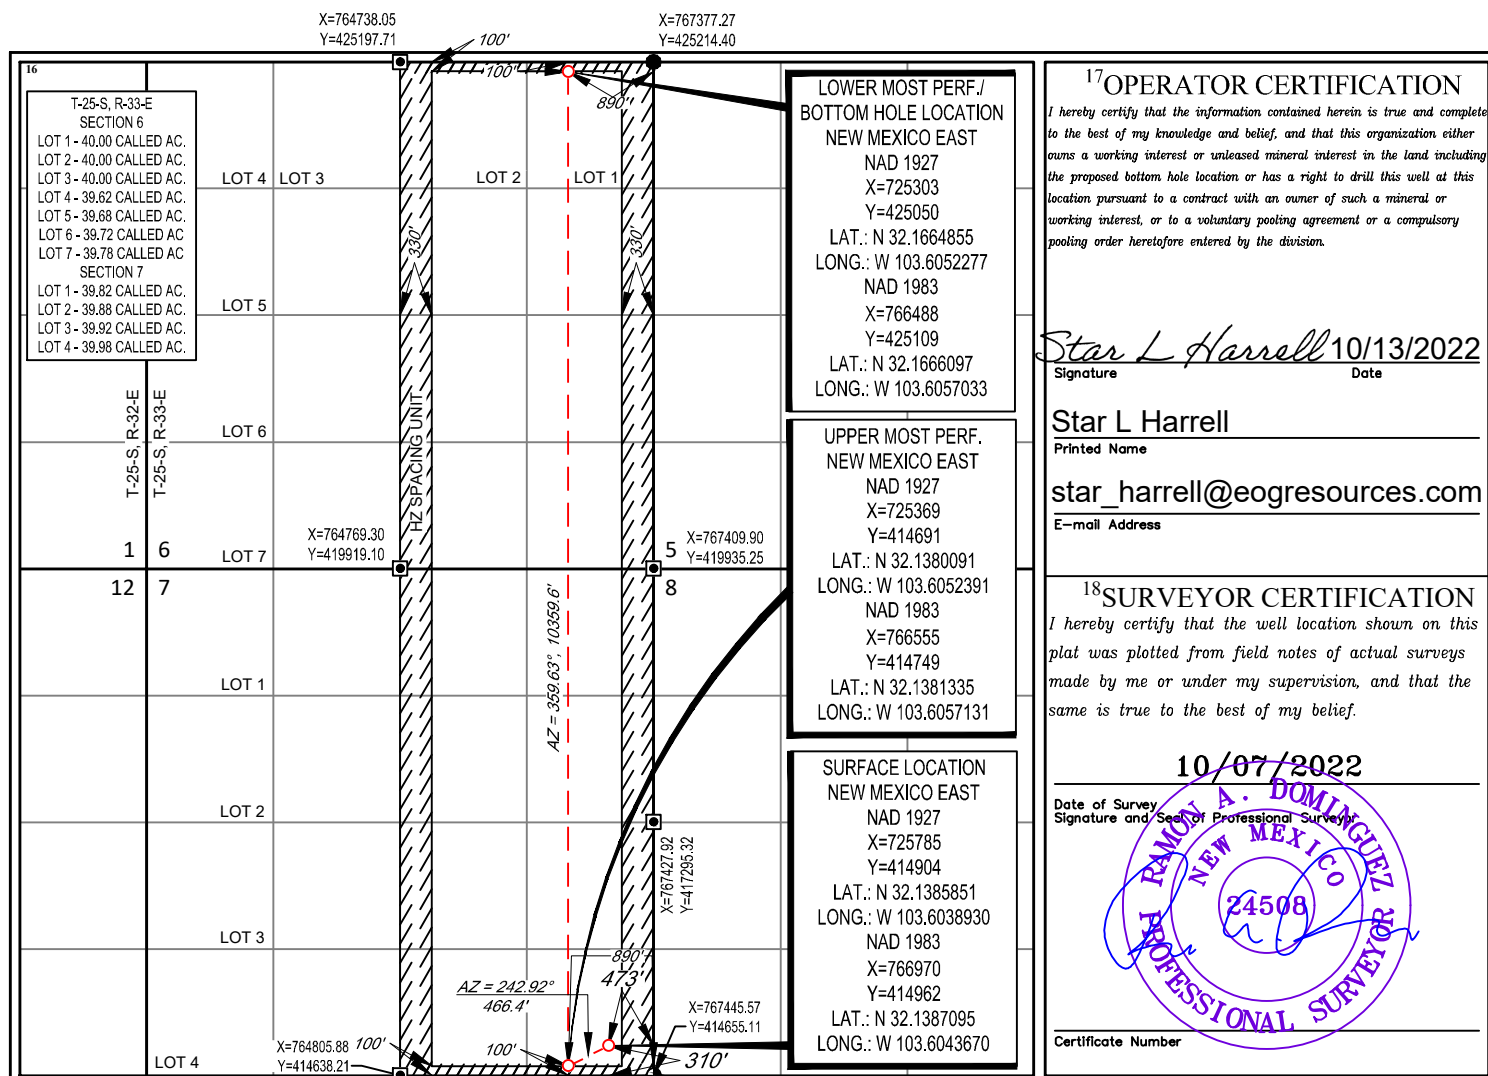 X=764738.05
Y=425197.71
X=767377.27
Y=425214.40
100'
16
T-25-S, R-33-E
SECTION 6
LOT 1 - 40.00 CALLED AC.
LOT 2 - 40.00 CALLED AC.
LOT 3 - 40.00 CALLED AC.
LOT 4 - 39.62 CALLED AC.
LOT 5 - 39.68 CALLED AC.
LOT 6 - 39.72 CALLED AC
LOT 7 - 39.78 CALLED AC
SECTION 7
LOT 1 - 39.82 CALLED AC.
LOT 2 - 39.88 CALLED AC.
LOT 3 - 39.92 CALLED AC.
LOT 4 - 39.98 CALLED AC.
100'
890'
LOT 4
LOT 3
LOT 2
LOT 1
330'
330'
LOT 5
T-25-S, R-32-E
T-25-S, R-33-E
LOT 6
HZ SPACING UNIT
X=764769.30
Y=419919.10
X=767409.90
Y=419935.25
1
6
LOT 7
5
12
7
8
AZ = 359.63°, 10359.6'
LOT 1
LOT 2
X=767427.92
Y=417295.32
LOT 3
890'
473'
AZ = 242.92°
466.4'
X=767445.57
Y=414655.11
X=764805.88
Y=414638.21
100'
100'
310'
LOT 4
LOWER MOST PERF./
BOTTOM HOLE LOCATION
NEW MEXICO EAST
NAD 1927
X=725303
Y=425050
LAT.: N 32.1664855
LONG.: W 103.6052277
NAD 1983
X=766488
Y=425109
LAT.: N 32.1666097
LONG.: W 103.6057033
UPPER MOST PERF.
NEW MEXICO EAST
NAD 1927
X=725369
Y=414691
LAT.: N 32.1380091
LONG.: W 103.6052391
NAD 1983
X=766555
Y=414749
LAT.: N 32.1381335
LONG.: W 103.6057131
SURFACE LOCATION
NEW MEXICO EAST
NAD 1927
X=725785
Y=414904
LAT.: N 32.1385851
LONG.: W 103.6038930
NAD 1983
X=766970
Y=414962
LAT.: N 32.1387095
LONG.: W 103.6043670
17 OPERATOR CERTIFICATION
I hereby certify that the information contained herein is true and complete
to the best of my knowledge and belief, and that this organization either
owns a working interest or unleased mineral interest in the land including
the proposed bottom hole location or has a right to drill this well at this
location pursuant to a contract with an owner of such a mineral or
working interest, or to a voluntary pooling agreement or a compulsory
pooling order heretofore entered by the division.
Star L Harrell 10/13/2022
Signature Date
Star L Harrell
Printed Name
star_harrell@eogresources.com
E-mail Address
18 SURVEYOR CERTIFICATION
I hereby certify that the well location shown on this
plat was plotted from field notes of actual surveys
made by me or under my supervision, and that the
same is true to the best of my belief.
10/07/2022
Date of Survey
Signature and Seal of Professional Surveyor
RAMON A. DOMINGUEZ
NEW MEXICO
24508
PROFESSIONAL SURVEYOR
Certificate Number